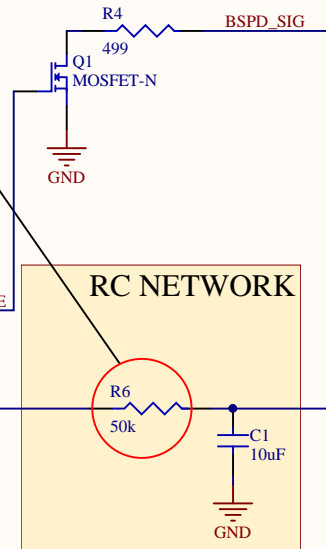 R4
BSPD_SIG
499
Q1
MOSFET-N
GND
RC NETWORK
E
R6
50k
C1
10uF
GND